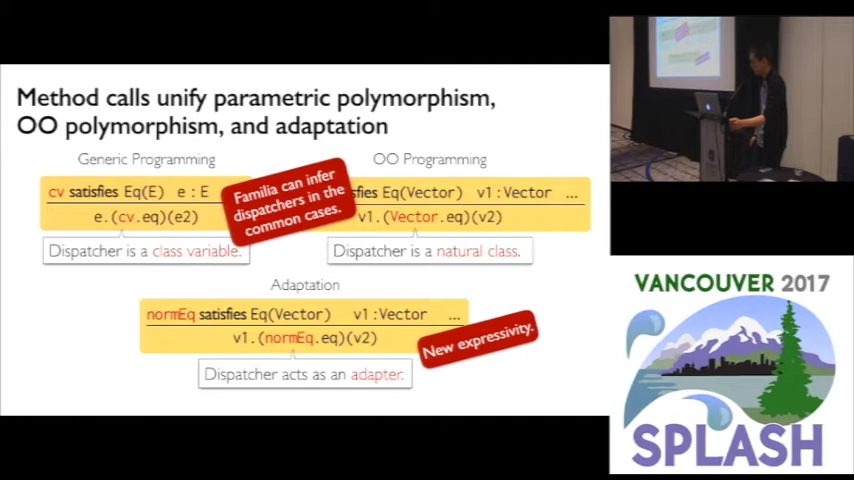 Method calls unify parametric polymorphism,
OO polymorphism, and adaptation
Generic Programming
cv satisfies Eq(E) e : E
e.(cv.eq)(e2)
Dispatcher is a class variable.
Familia can infer
dispatchers in the
common cases.
OO Programming
sfies Eq(Vector) v1:Vector ...
v1.(Vector.eq)(v2)
Dispatcher is a natural class.
Adaptation
normEq satisfies Eq(Vector) v1:Vector ...
v1.(normEq.eq)(v2)
Dispatcher acts as an adapter.
New expressivity.
VANCOUVER 2017
SPLASH